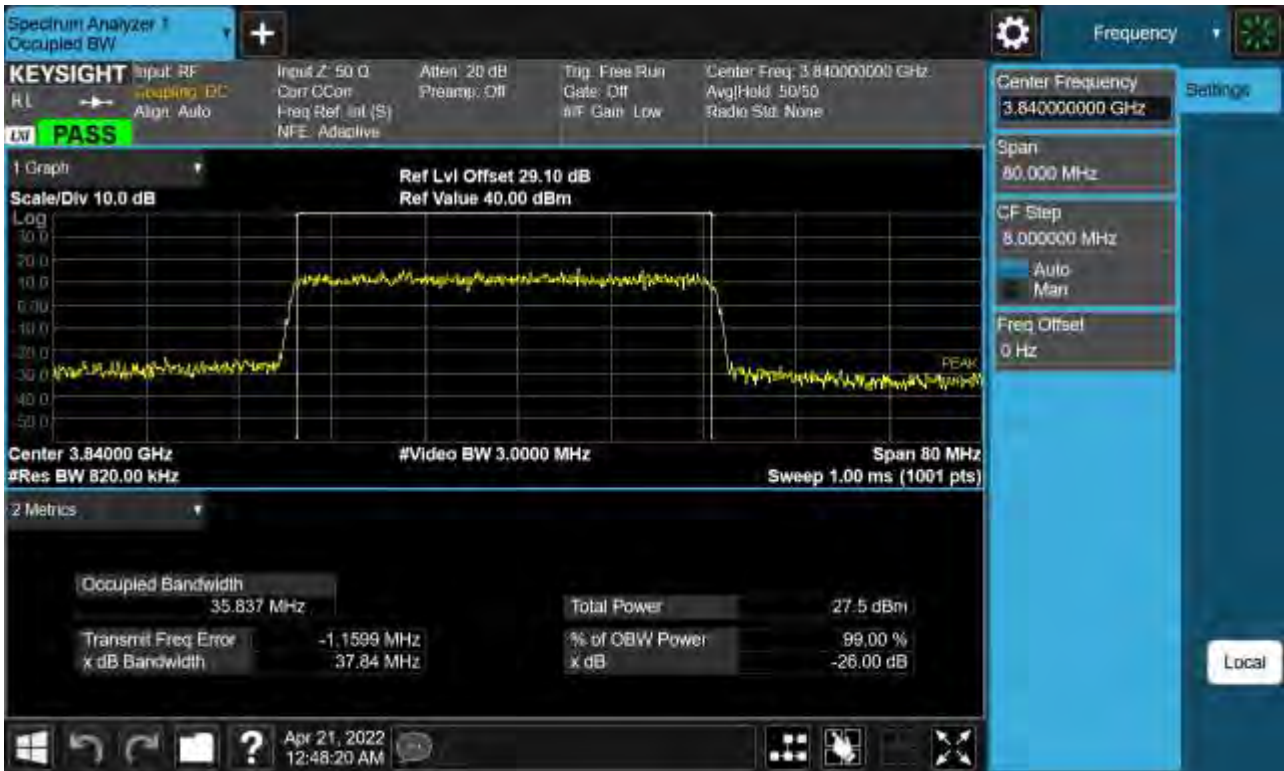 Spectrum Analyzer 1
Occupied BW
Frequency
KEYSIGHT
Input: RF
Coupling: DC
Align: Auto
Input Z: 50 Ω
Corr CCorr
Freq Ref: Int (S)
NFE: Adaptive
Atten: 20 dB
Preamp: Off
Trig: Free Run
Gate: Off
#IF Gain: Low
Center Freq: 3.840000000 GHz
Avg|Hold: 50/50
Radio Std: None
RL
LXI
PASS
Center Frequency
3.840000000 GHz
Settings
Span
80.000 MHz
CF Step
8.000000 MHz
Auto
Man
Freq Offset
0 Hz
1 Graph
Scale/Div 10.0 dB
Ref Lvl Offset 29.10 dB
Ref Value 40.00 dBm
Log
30.0
20.0
10.0
0.00
-10.0
-20.0
-30.0
-40.0
-50.0
PEAK
Center 3.84000 GHz
#Video BW 3.0000 MHz
Span 80 MHz
#Res BW 820.00 kHz
Sweep 1.00 ms (1001 pts)
2 Metrics
Occupied Bandwidth
35.837 MHz
Total Power 27.5 dBm
Transmit Freq Error -1.1599 MHz
% of OBW Power 99.00 %
x dB Bandwidth 37.84 MHz
x dB -26.00 dB
Local
?
Apr 21, 2022
12:48:20 AM